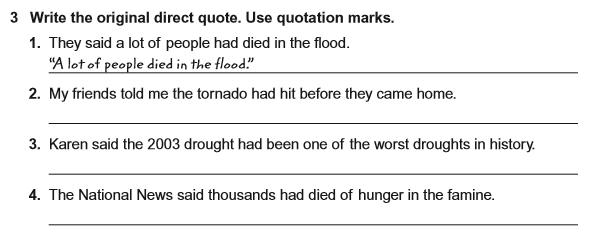 3 Write the original direct quote. Use quotation marks.
1. They said a lot of people had died in the flood.
"A lot of people died in the flood."
2. My friends told me the tornado had hit before they came home.
3. Karen said the 2003 drought had been one of the worst droughts in history.
4. The National News said thousands had died of hunger in the famine.